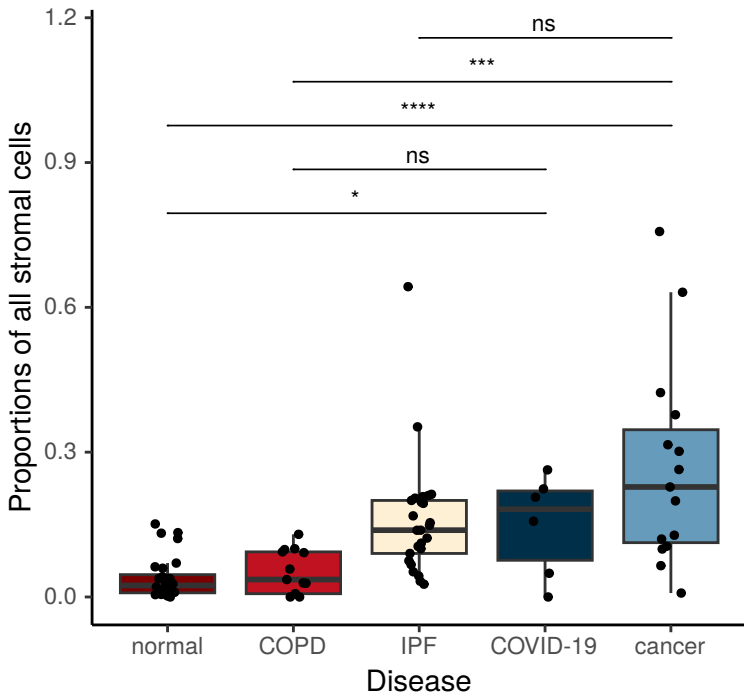 1.2
ns
***
****
ns
*
0.9
0.6
0.3
0.0
Proportions of all stromal cells
normal COPD IPF COVID-19 cancer
Disease